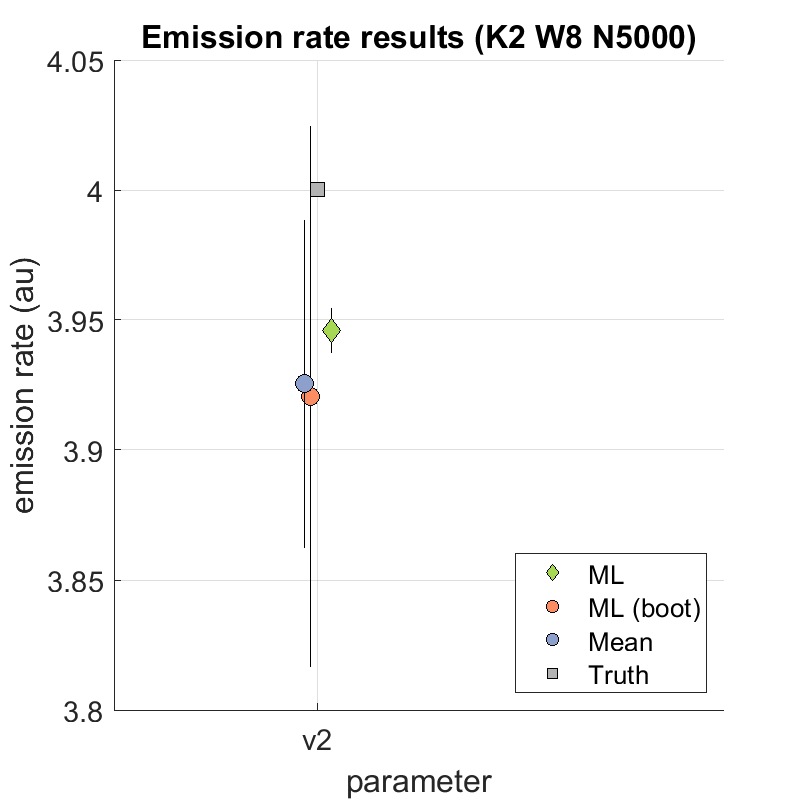 Emission rate results (K2 W8 N5000)
4.05
4
3.95
3.9
3.85
3.8
emission rate (au)
v2
parameter
ML
ML (boot)
Mean
Truth